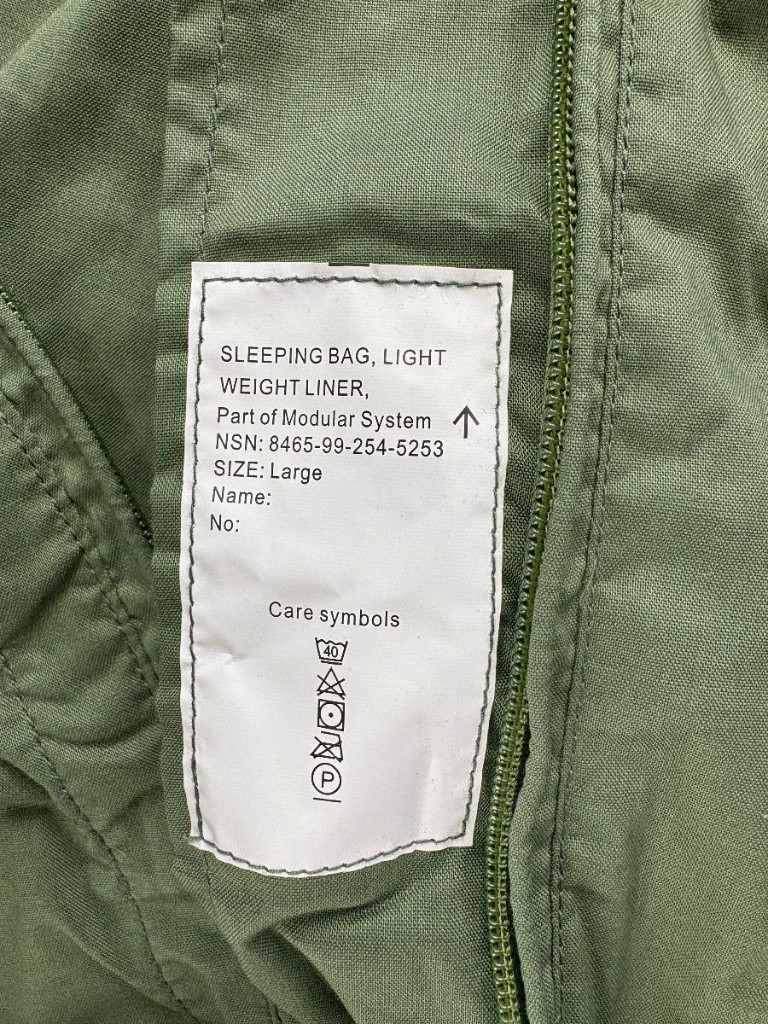 SLEEPING BAG, LIGHT
WEIGHT LINER,
Part of Modular System
NSN: 8465-99-254-5253
SIZE: Large
Name:
No:
Care symbols
40
P